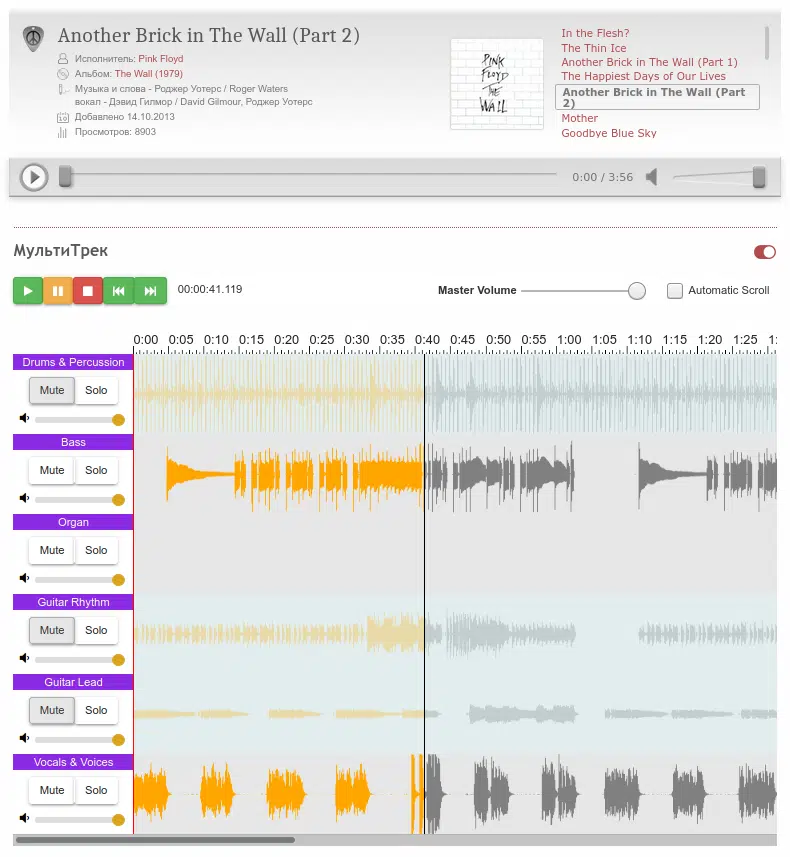 Another Brick in The Wall (Part 2)
Исполнитель: Pink Floyd
Альбом: The Wall (1979)
Музыка и слова - Роджер Уотерс / Roger Waters
вокал - Дэвид Гилмор / David Gilmour, Роджер Уотерс
10 Добавлено 14.10.2013
Просмотров: 8903
PINK
FLOYD
THE
WALL
In the Flesh?
The Thin Ice
Another Brick in The Wall (Part 1)
The Happiest Days of Our Lives
Another Brick in The Wall (Part
2)
Mother
Goodbye Blue Sky
0:00 / 3:56
МультиТрек
00:00:41.119
Master Volume
Automatic Scroll
0:00 0:05 0:10 0:15 0:20 0:25 0:30 0:35 0:40 0:45 0:50 0:55 1:00 1:05 1:10 1:15 1:20 1:25 1:
Drums & Percussion
Mute Solo
Bass
Mute Solo
Organ
Mute Solo
Guitar Rhythm
Mute Solo
Guitar Lead
Mute Solo
Vocals & Voices
Mute Solo